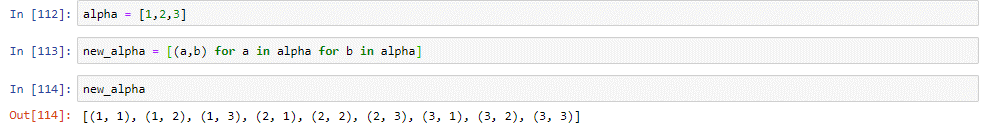 In [112]: alpha = [1,2,3]
In [113]: new_alpha = [(a,b) for a in alpha for b in alpha]
In [114]: new_alpha
Out[114]: [(1, 1), (1, 2), (1, 3), (2, 1), (2, 2), (2, 3), (3, 1), (3, 2), (3, 3)]